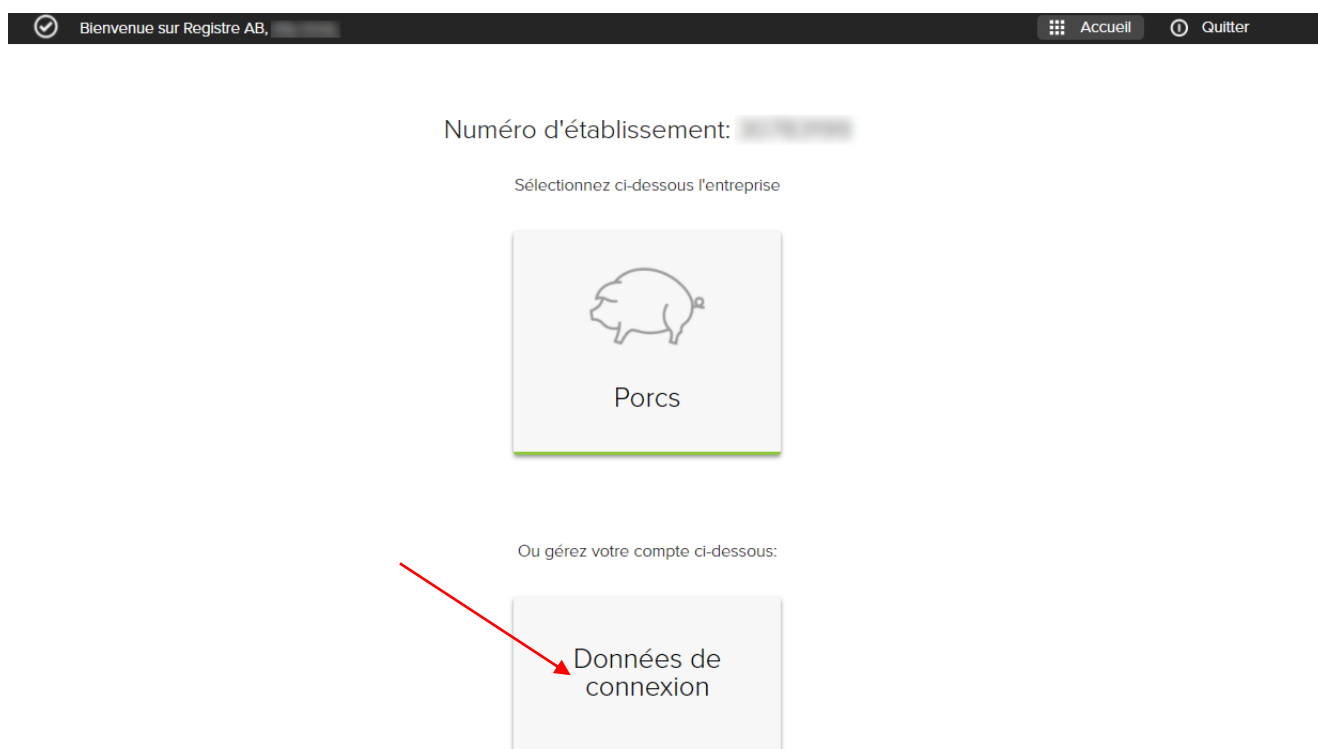 Bienvenue sur Registre AB,
Accueil
Quitter
Numéro d'établissement:
Sélectionnez ci-dessous l'entreprise
Porcs
Ou gérez votre compte ci-dessous:
Données de
connexion